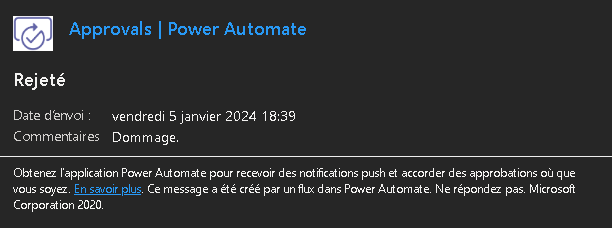 Approvals | Power Automate
Rejeté
Date d'envoi : vendredi 5 janvier 2024 18:39
Commentaires Dommage.
Obtenez l'application Power Automate pour recevoir des notifications push et accorder des approbations où que
vous soyez. En savoir plus. Ce message a été créé par un flux dans Power Automate. Ne répondez pas. Microsoft
Corporation 2020.